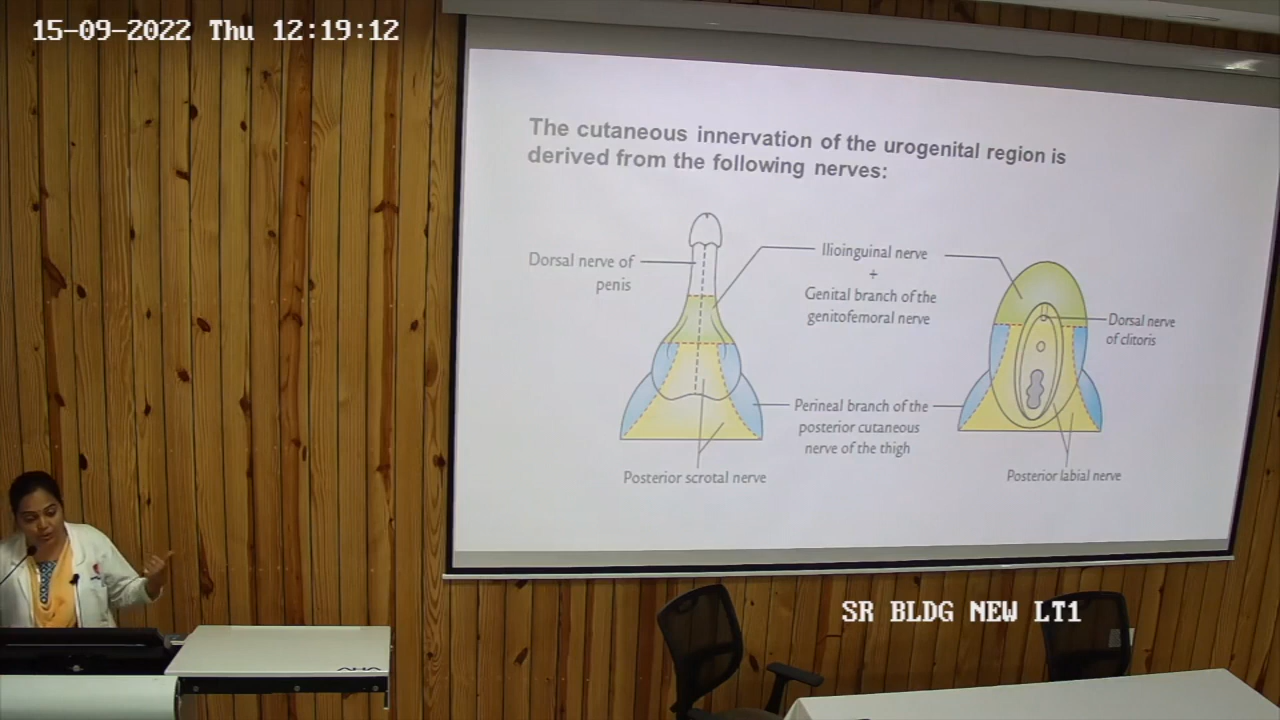 15-09-2022 Thu 12:19:12
The cutaneous innervation of the urogenital region is
derived from the following nerves:
Dorsal nerve of
penis
Ilioinguinal nerve
+
Genital branch of the
genitofemoral nerve
Dorsal nerve
of clitoris
Perineal branch of the
posterior cutaneous
nerve of the thigh
Posterior scrotal nerve
Posterior labial nerve
SR BLDG NEW LT1